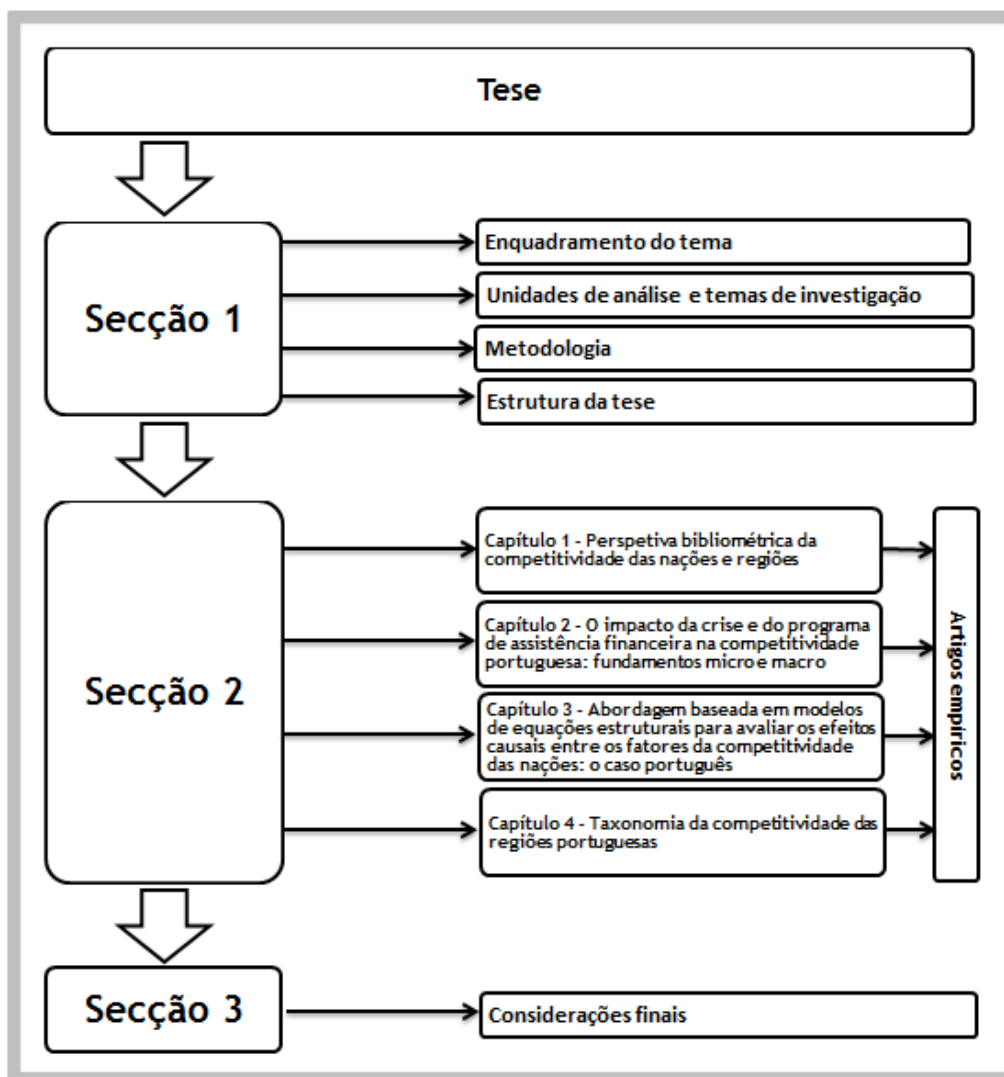 Tese
Secção 1
Enquadramento do tema
Unidades de análise e temas de investigação
Metodologia
Estrutura da tese
Secção 2
Capítulo 1 - Perspetiva bibliométrica da
competitividade das nações e regiões
Capítulo 2 - O impacto da crise e do programa
de assistência financeira na competitividade
portuguesa: fundamentos micro e macro
Capítulo 3 - Abordagem baseada em modelos
de equações estruturais para avaliar os efeitos
causais entre os fatores da competitividade
das nações: o caso português
Capítulo 4 - Taxonomia da competitividade das
regiões portuguesas
Artigos empíricos
Secção 3
Considerações finais